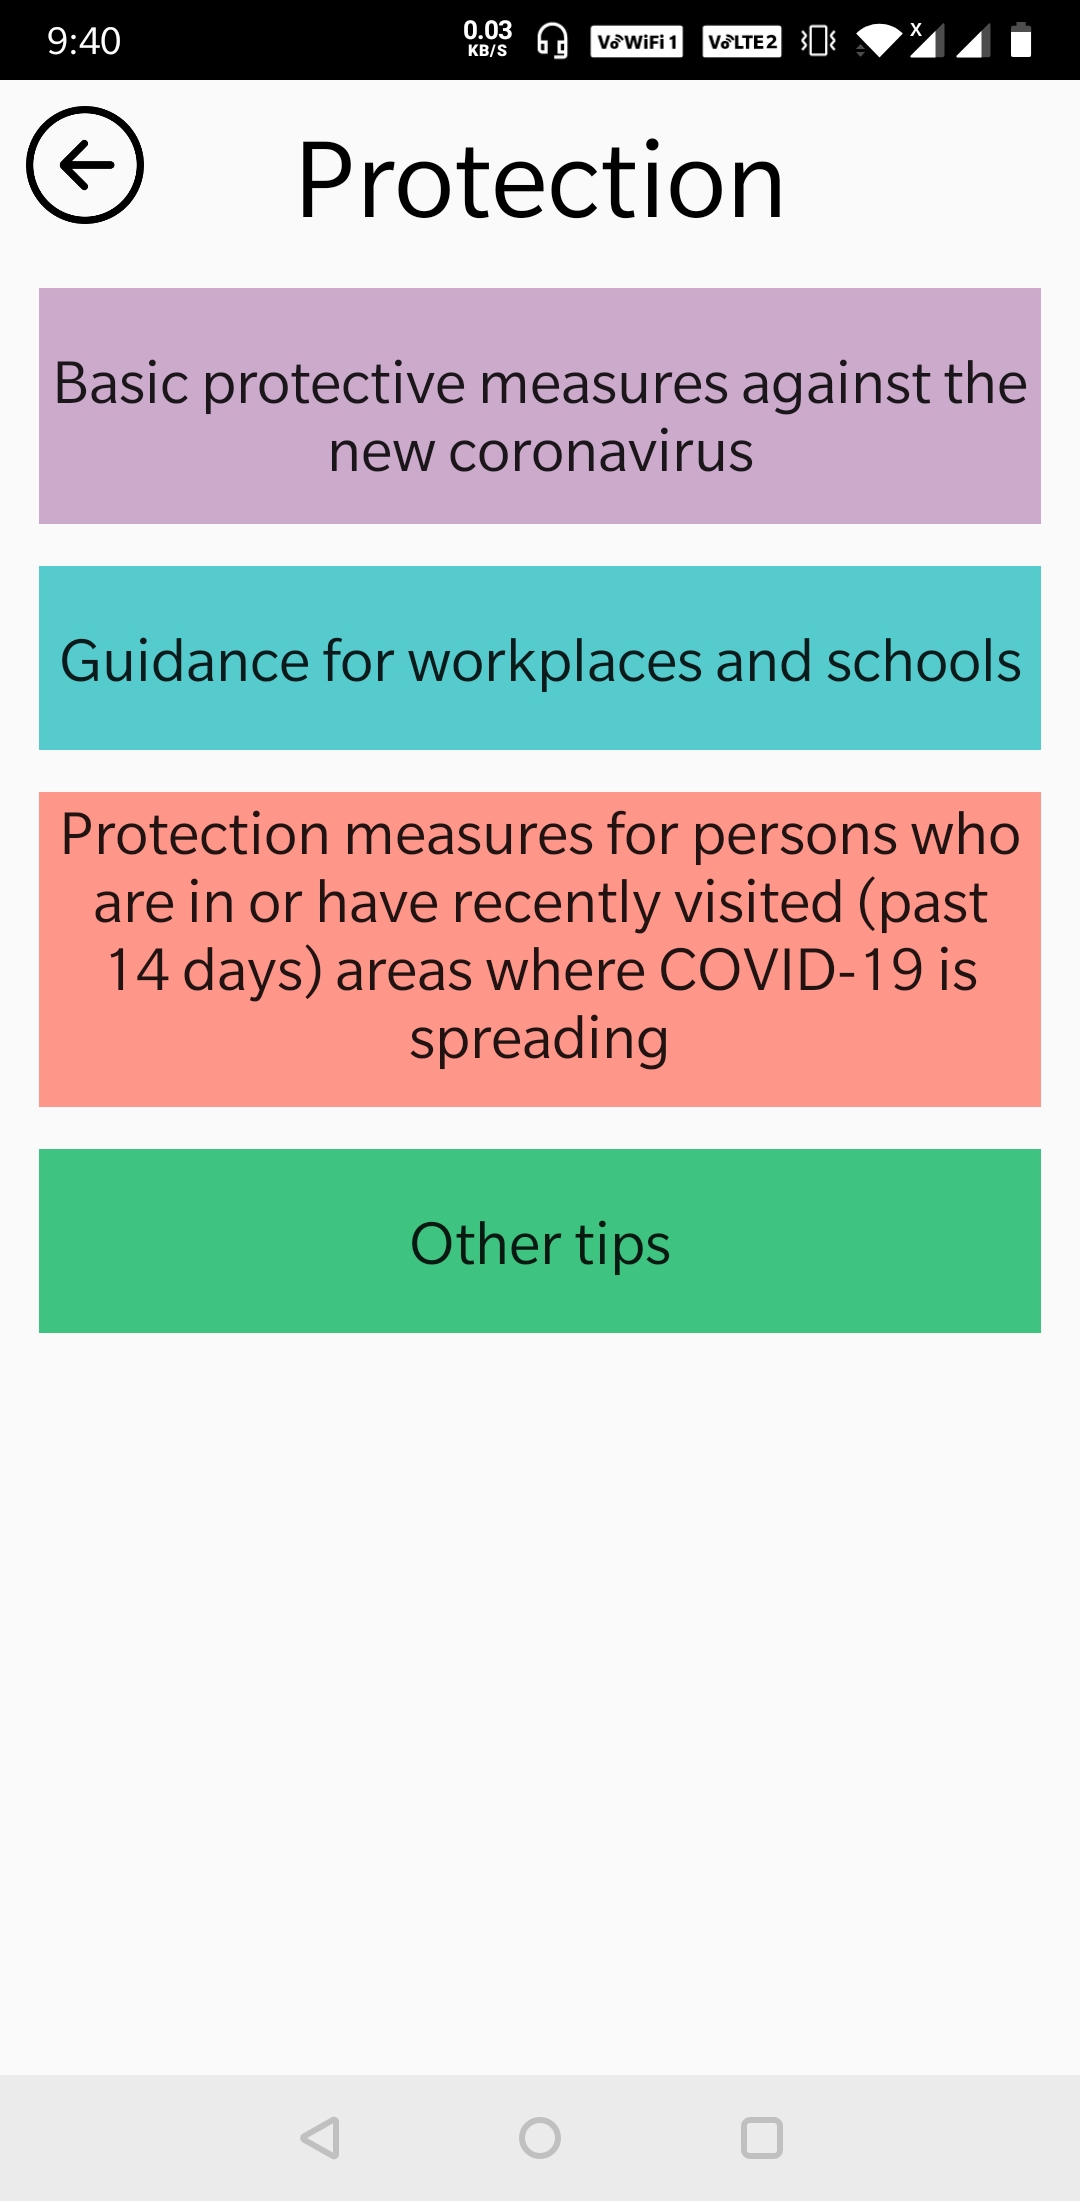 9:40
0.03
KB/S
VoWiFi 1
VoLTE 2
X
Protection
Basic protective measures against the
new coronavirus
Guidance for workplaces and schools
Protection measures for persons who
are in or have recently visited (past
14 days) areas where COVID-19 is
spreading
Other tips